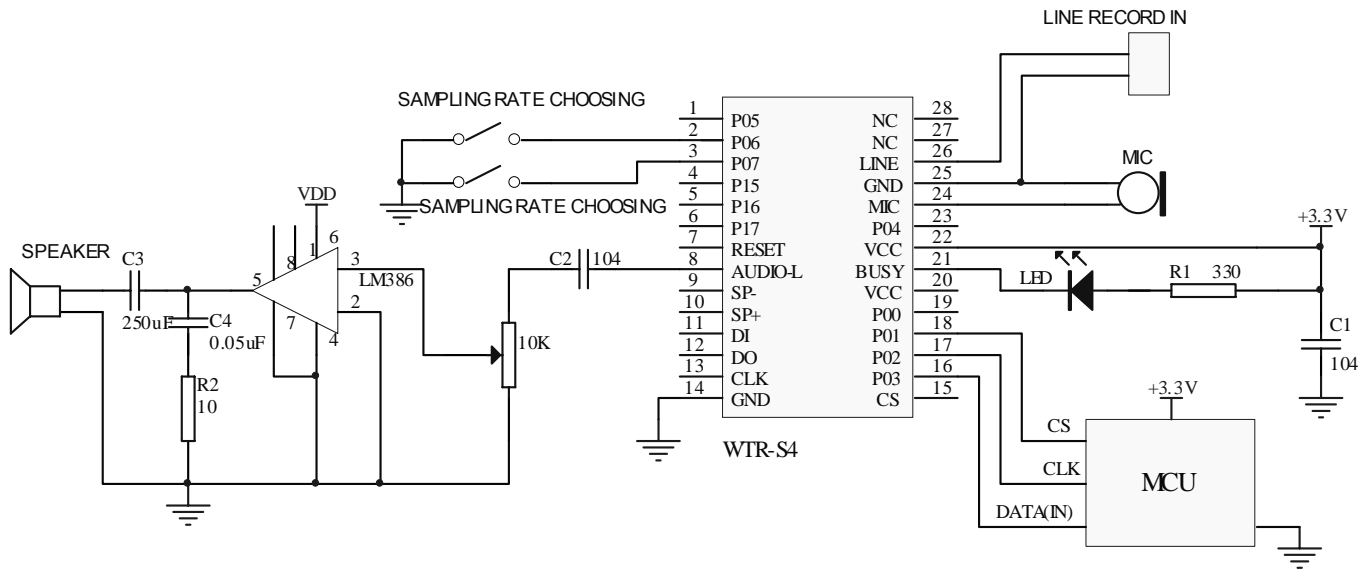 LINE RECORD IN
SAMPLING RATE CHOOSING
SAMPLING RATE CHOOSING
1 P05
2 P06
3 P07
4 P15
5 P16
6 P17
7 RESET
8 AUDIO-L
9 SP-
10 SP+
11 DI
12 DO
13 CLK
14 GND
NC 28
NC 27
LINE 26
GND 25
MIC 24
P04 23
VCC 22
BUSY 21
VCC 20
P00 19
P01 18
P02 17
P03 16
CS 15
WTR-S4
MIC
+3.3V
LED
R1 330
C1
104
VDD
SPEAKER
C3
250uF
C4
0.05uF
R2
10
5
8
1
6
7
4
3
2
LM386
C2 104
10K
+3.3V
CS
CLK
DATA(IN)
MCU